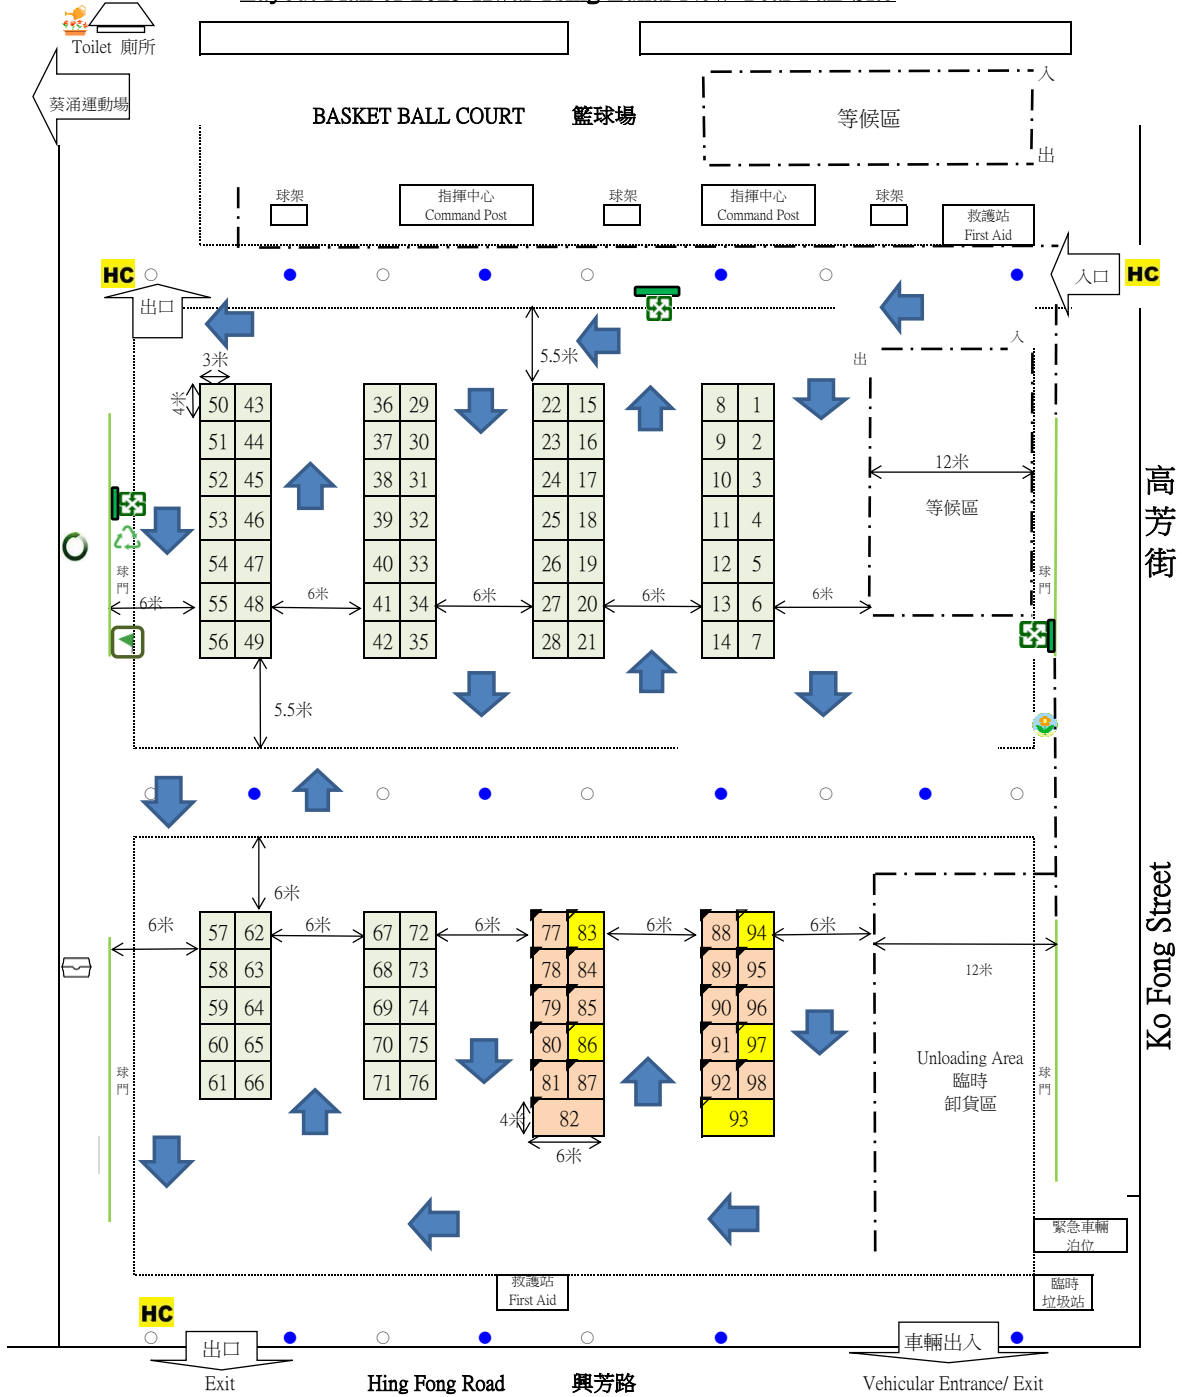 Toilet 廁所
葵涌運動場
BASKET BALL COURT 籃球場
入
等候區
出
球架
指揮中心
Command Post
球架
指揮中心
Command Post
球架
救護站
First Aid
HC
出口
入口
HC
5.5米
3米
4米
入
出
50 43 36 29 22 15 8 1
51 44 37 30 23 16 9 2
52 45 38 31 24 17 10 3
12米
53 46 39 32 25 18 11 4
等候區
54 47 40 33 26 19 12 5
球門
球門
6米 55 48 6米 41 34 6米 27 20 6米 13 6 6米
56 49 42 35 28 21 14 7
5.5米
高芳街
Ko Fong Street
6米
6米 6米 6米 6米 6米
57 62 67 72 77 83 88 94
58 63 68 73 78 84 89 95
12米
59 64 69 74 79 85 90 96
60 65 70 75 80 86 91 97
61 66 71 76 81 87 92 98
球門
Unloading Area
臨時
卸貨區
球門
4米 82 93
6米
緊急車輛
泊位
救護站
First Aid
臨時
垃圾站
HC
出口
Exit
Hing Fong Road 興芳路
車輛出入
Vehicular Entrance/ Exit